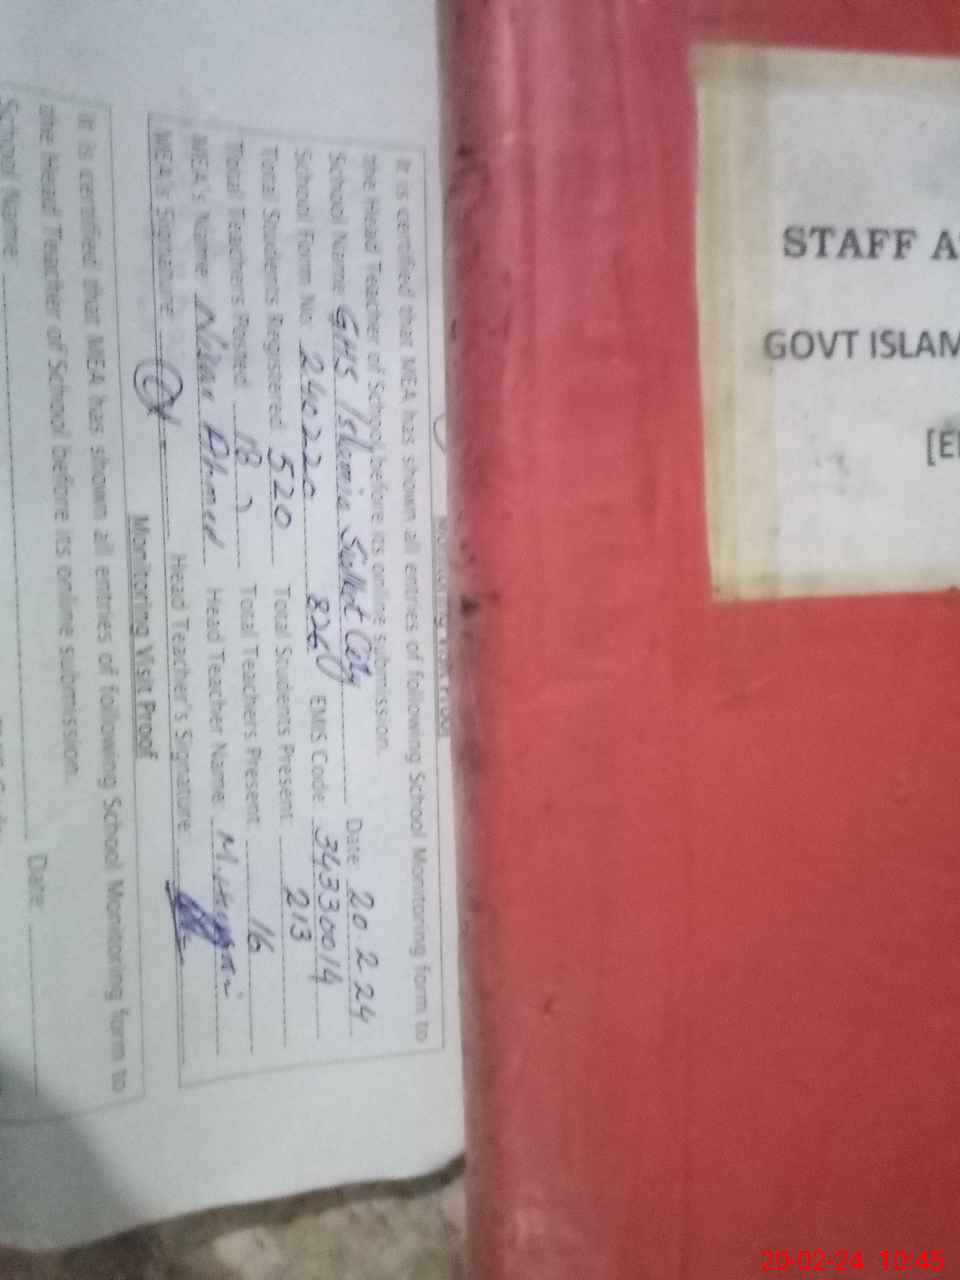 STAFF A
GOVT ISLAM
[E
Monitoring Visit Proof
It is certified that MEA has shown all entries of following School Monitoring form to
the Head Teacher of School before its online submission.
School Name GHS Islamia City Date: 20.2.24
School Form No: 240220 826 EMIS Code 34330014
Total Students Registered 520 Total Students Present: 213
Total Teachers Posted 18 Total Teachers Present: 16
MEA's Name Ahmed Head Teacher Name: M.
MEA's Signature Head Teacher's Signature:
Monitoring Visit Proof
It is certified that MEA has shown all entries of following School Monitoring form to
the Head Teacher of School before its online submission.
School Name Date:
20-02-24 10:45